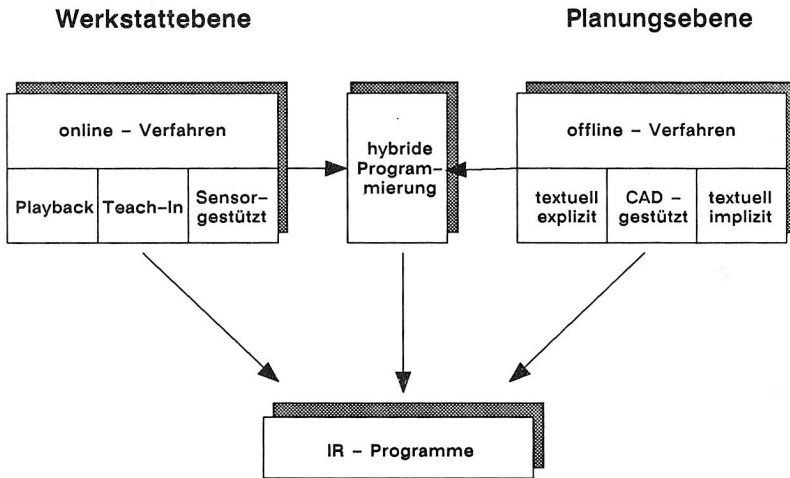 Werkstattebene
Planungsebene
online – Verfahren
Playback
Teach–In
Sensor-
gestützt
hybride
Program-
mierung
offline – Verfahren
textuell
explizit
CAD -
gestützt
textuell
implizit
IR – Programme